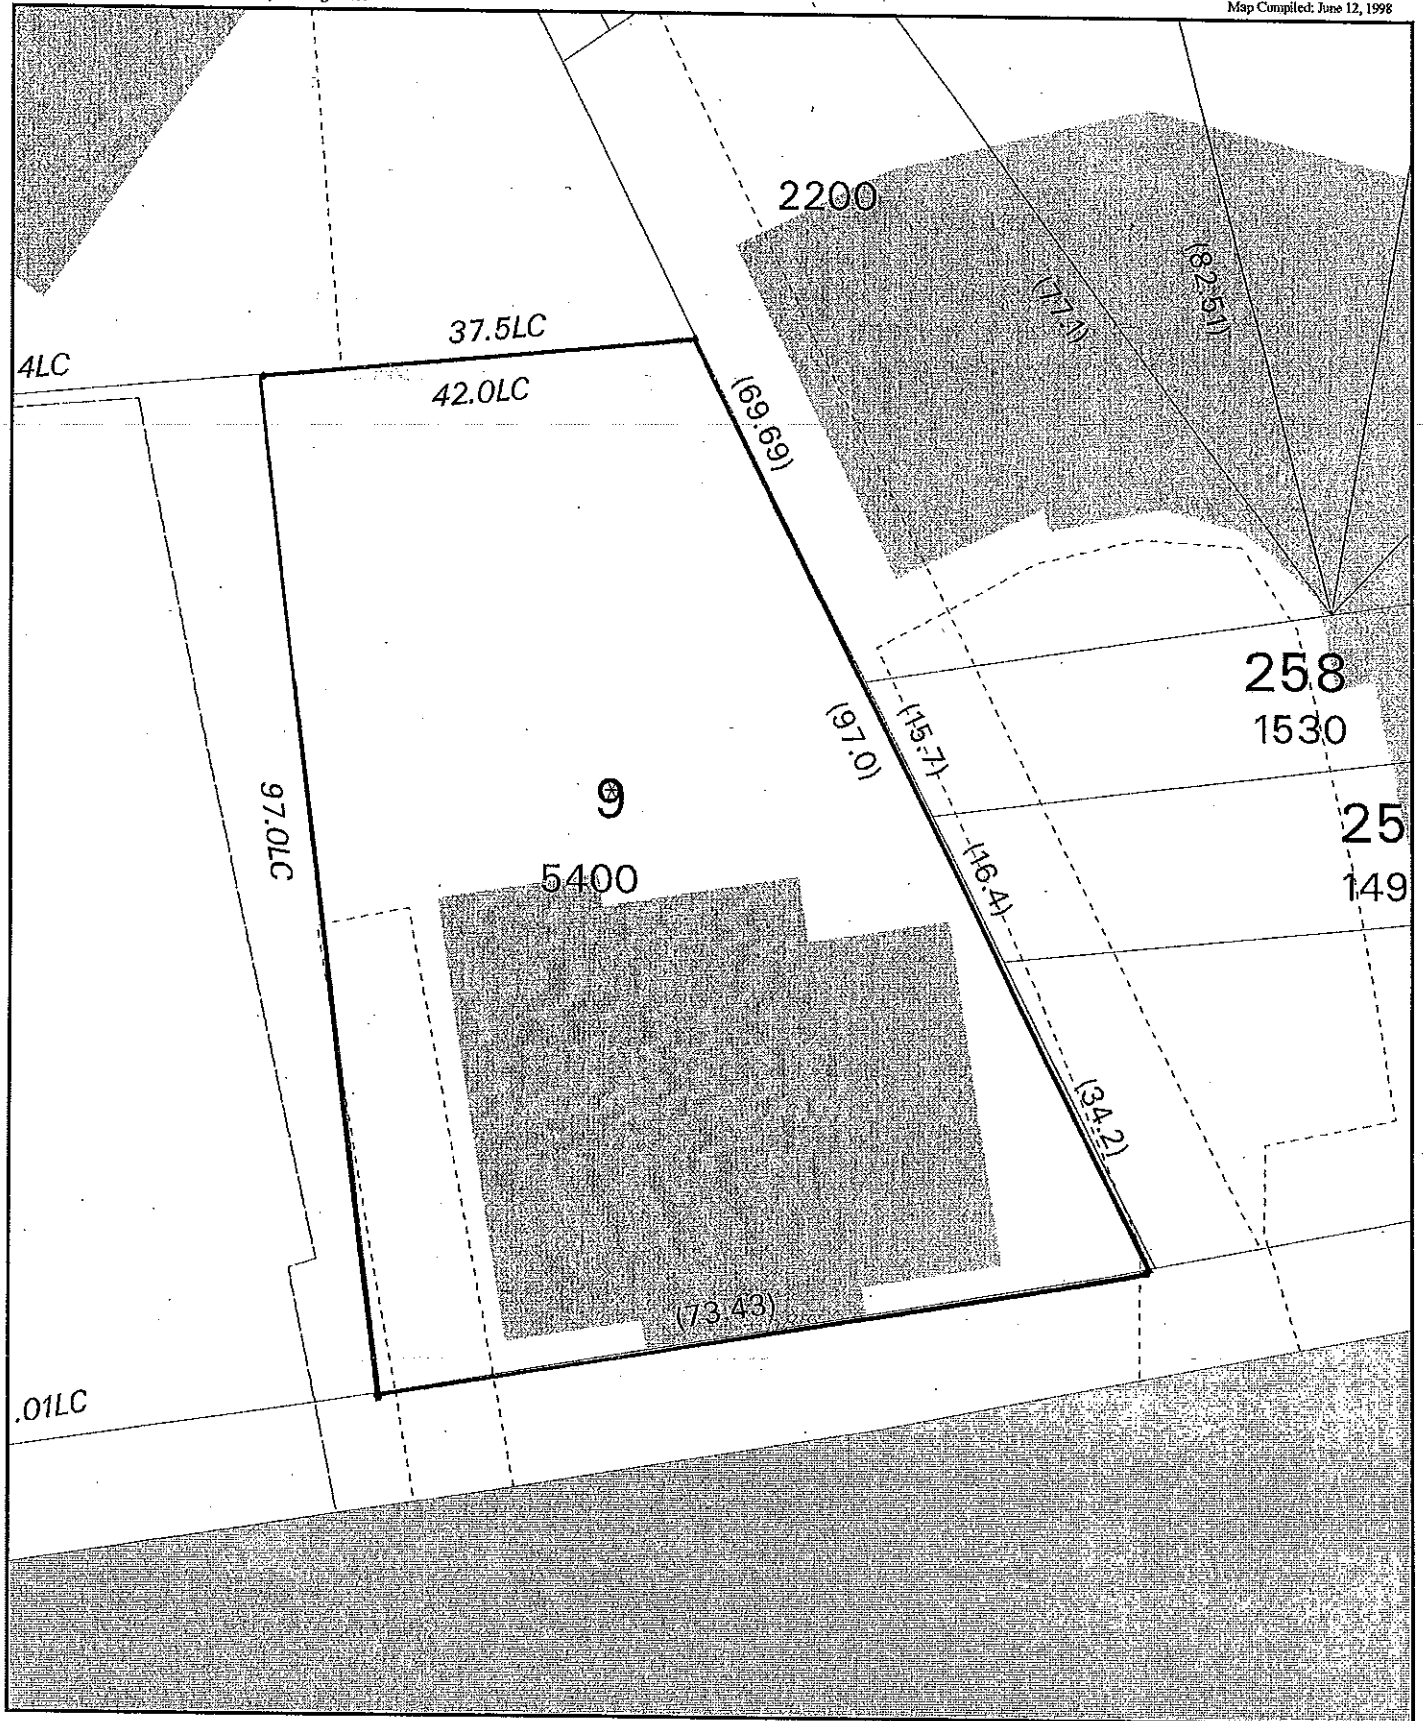 Map Compiled: June 12, 1998
2200
(82.51)
(77.1)
37.5LC
4LC
42.0LC
(69.69)
258
1530
(15.7)
(97.0)
97.0LC
9
25
5400
(16.4)
149
(34.2)
(73.43)
.01LC